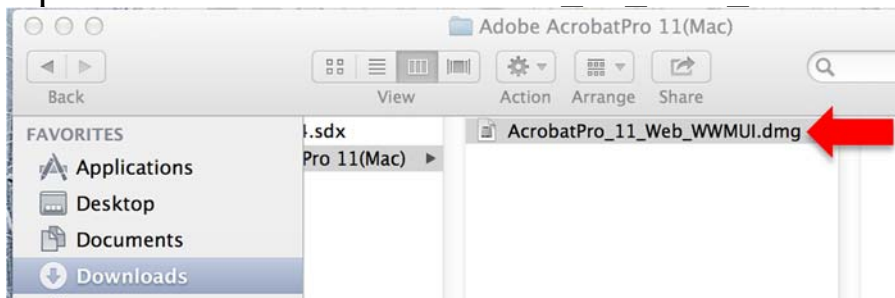 Adobe AcrobatPro 11(Mac)
Back View Action Arrange Share
FAVORITES
Applications
Desktop
Documents
Downloads
.sdx
Pro 11(Mac)
AcrobatPro_11_Web_WWMUI.dmg